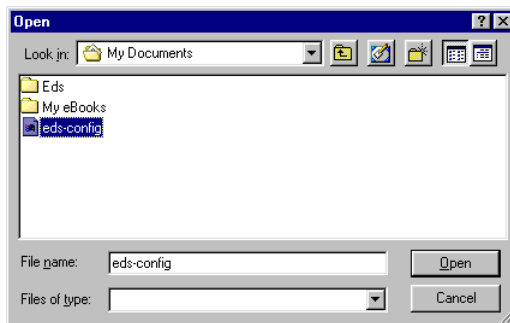 Open
Look in: My Documents
Eds
My eBooks
eds-config
File name: eds-config Open
Files of type: Cancel